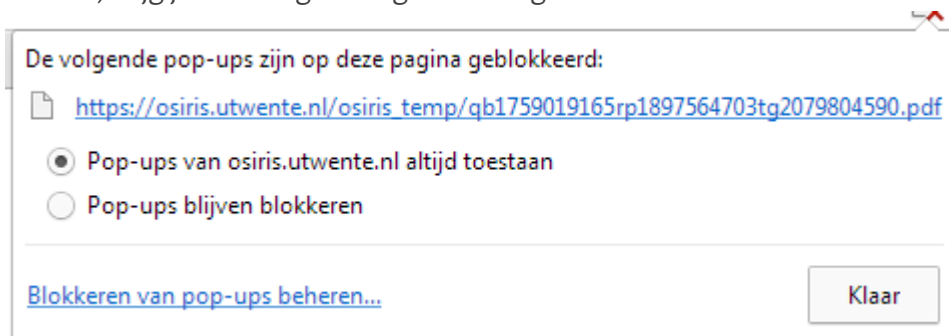 De volgende pop-ups zijn op deze pagina geblokkeerd:
https://osiris.utwente.nl/osiris_temp/qb1759019165rp1897564703tg2079804590.pdf
Pop-ups van osiris.utwente.nl altijd toestaan
Pop-ups blijven blokkeren
Blokkeren van pop-ups beheren...
Klaar